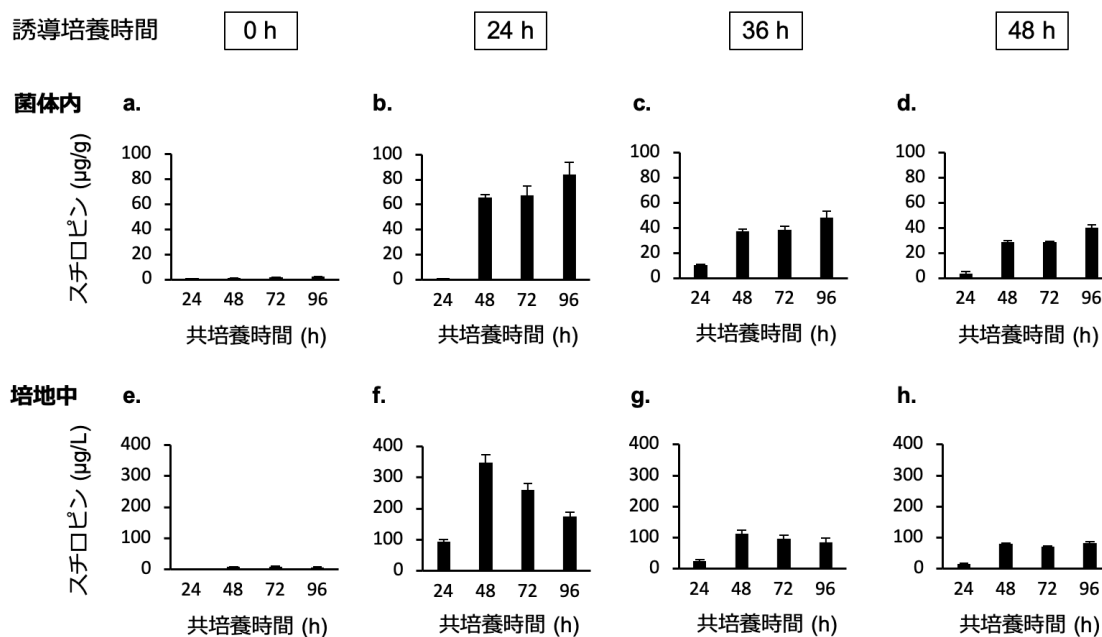 誘導培養時間 0 h 24 h 36 h 48 h
菌体内 a. b. c. d.
スチロピン (µg/g)
100 100 100 100
80 80 80 80
60 60 60 60
40 40 40 40
20 20 20 20
0 0 0 0
24 48 72 96 24 48 72 96 24 48 72 96 24 48 72 96
共培養時間 (h) 共培養時間 (h) 共培養時間 (h) 共培養時間 (h)
培地中 e. f. g. h.
スチロピン (µg/L)
400 400 400 400
300 300 300 300
200 200 200 200
100 100 100 100
0 0 0 0
24 48 72 96 24 48 72 96 24 48 72 96 24 48 72 96
共培養時間 (h) 共培養時間 (h) 共培養時間 (h) 共培養時間 (h)